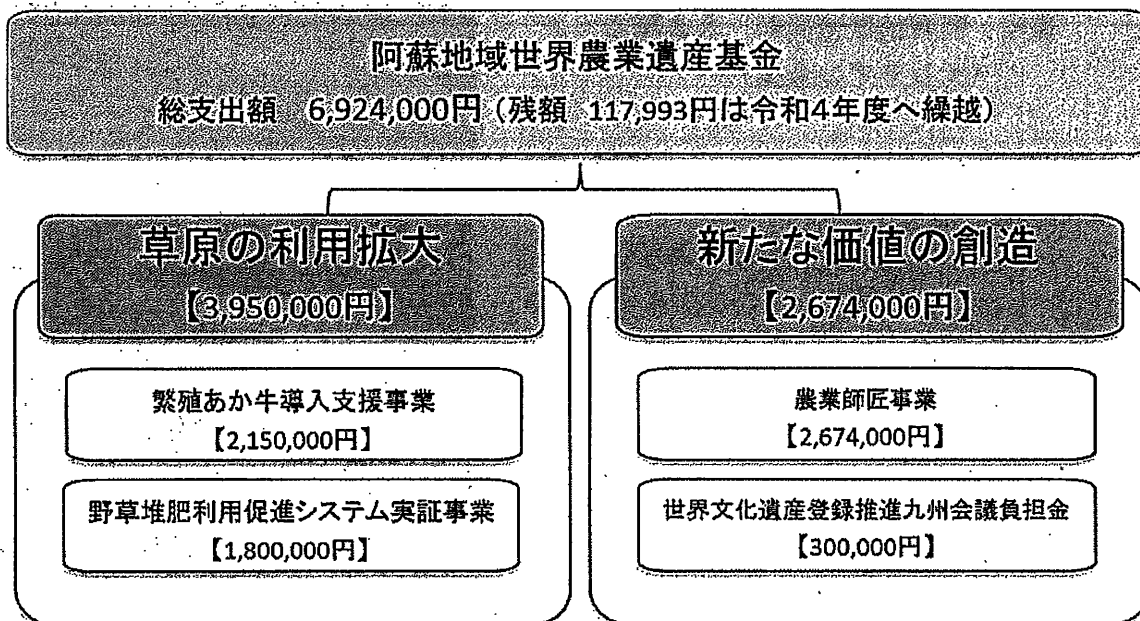 阿蘇地域世界農業遺産基金
総支出額 6,924,000円（残額 117,993円は令和4年度へ繰越）
草原の利用拡大
【3,950,000円】
繁殖あか牛導入支援事業
【2,150,000円】
野草堆肥利用促進システム実証事業
【1,800,000円】
新たな価値の創造
【2,674,000円】
農業師匠事業
【2,674,000円】
世界文化遺産登録推進九州会議負担金
【300,000円】